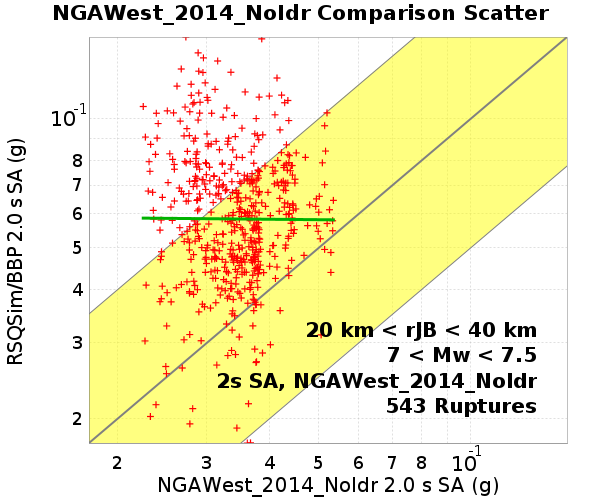 NGAWest_2014_NoIdr Comparison Scatter
RSQSim/BBP 2.0 s SA (g)
10^-1
8
7
6
5
4
3
2
20 km < rJB < 40 km
7 < Mw < 7.5
2s SA, NGAWest_2014_NoIdr
543 Ruptures
2 3 4 5 6 7 8 10^-1
NGAWest_2014_NoIdr 2.0 s SA (g)